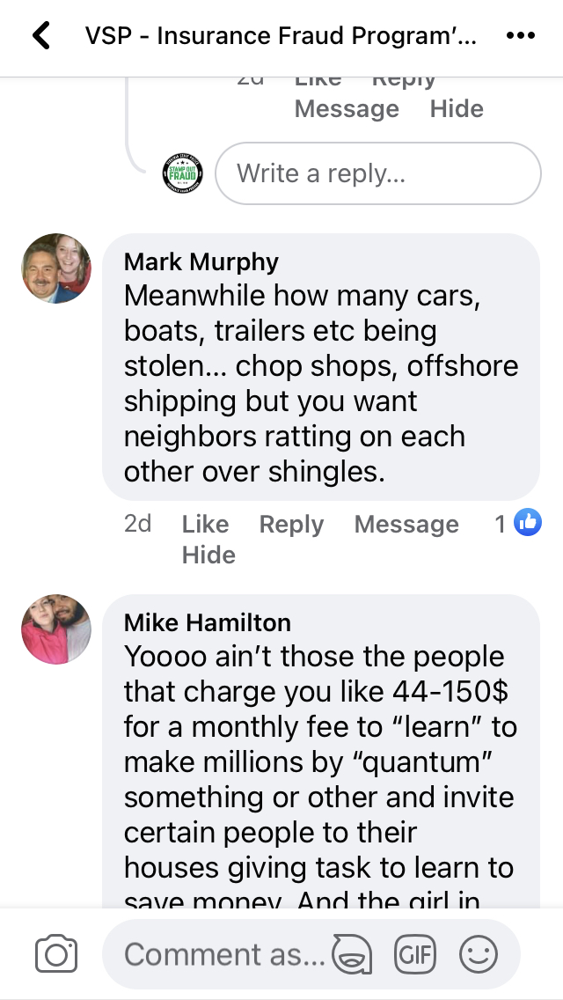 VSP - Insurance Fraud Program’...
2d Like Reply
Message Hide
STAMP OUT
FRAUD
Write a reply...
Mark Murphy
Meanwhile how many cars,
boats, trailers etc being
stolen... chop shops, offshore
shipping but you want
neighbors ratting on each
other over shingles.
2d Like Reply Message 1
Hide
Mike Hamilton
Yoooo ain’t those the people
that charge you like 44-150$
for a monthly fee to “learn” to
make millions by “quantum”
something or other and invite
certain people to their
houses giving task to learn to
save money. And the girl in
Comment as...
GIF